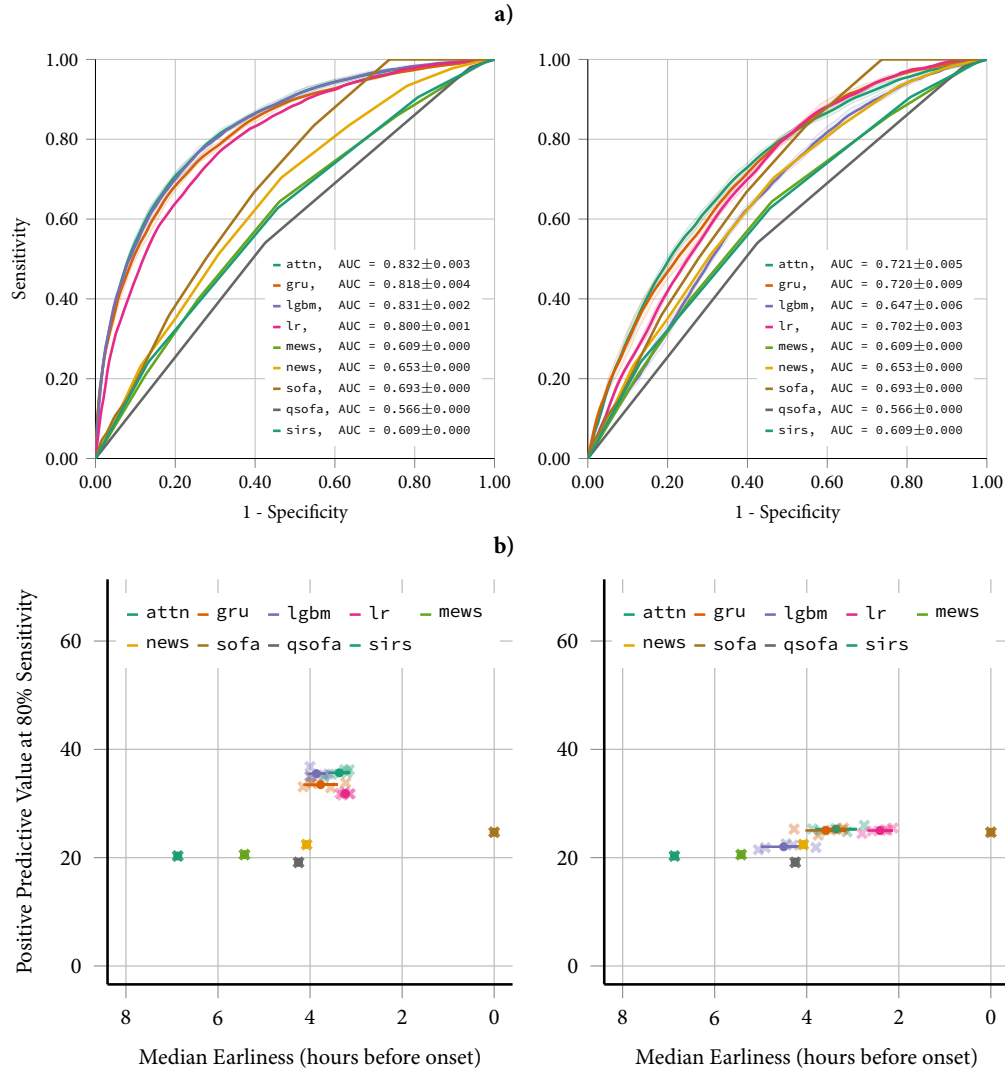 a)
1.00
0.80
0.60
0.40
0.20
0.00
Sensitivity
0.00 0.20 0.40 0.60 0.80 1.00
1 - Specificity
attn, AUC = 0.832±0.003
gru, AUC = 0.818±0.004
lgbm, AUC = 0.831±0.002
lr, AUC = 0.800±0.001
mews, AUC = 0.609±0.000
news, AUC = 0.653±0.000
sofa, AUC = 0.693±0.000
qsofa, AUC = 0.566±0.000
sirs, AUC = 0.609±0.000
1.00
0.80
0.60
0.40
0.20
0.00
0.00 0.20 0.40 0.60 0.80 1.00
1 - Specificity
attn, AUC = 0.721±0.005
gru, AUC = 0.720±0.009
lgbm, AUC = 0.647±0.006
lr, AUC = 0.702±0.003
mews, AUC = 0.609±0.000
news, AUC = 0.653±0.000
sofa, AUC = 0.693±0.000
qsofa, AUC = 0.566±0.000
sirs, AUC = 0.609±0.000
b)
Positive Predictive Value at 80% Sensitivity
60
40
20
0
attn gru lgbm lr mews
news sofa qsofa sirs
8 6 4 2 0
Median Earliness (hours before onset)
60
40
20
0
attn gru lgbm lr mews
news sofa qsofa sirs
8 6 4 2 0
Median Earliness (hours before onset)